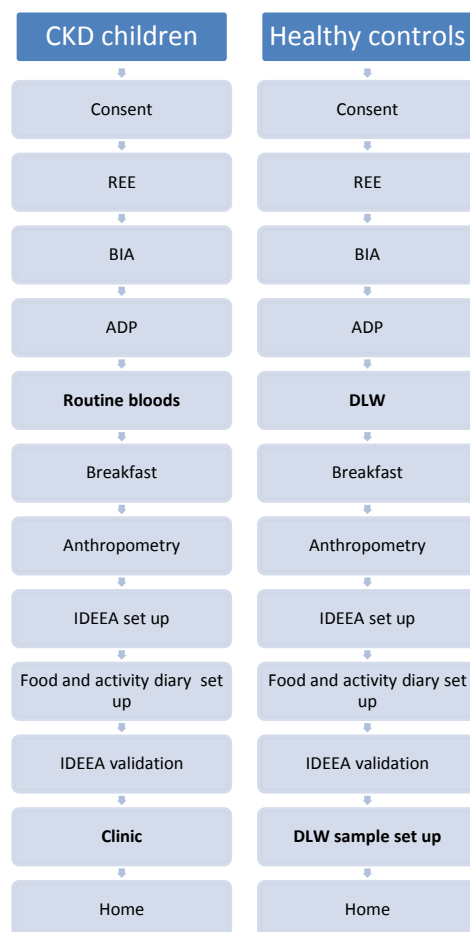 CKD children
Consent
REE
BIA
ADP
Routine bloods
Breakfast
Anthropometry
IDEEA set up
Food and activity diary set
up
IDEEA validation
Clinic
Home
Healthy controls
Consent
REE
BIA
ADP
DLW
Breakfast
Anthropometry
IDEEA set up
Food and activity diary set
up
IDEEA validation
DLW sample set up
Home